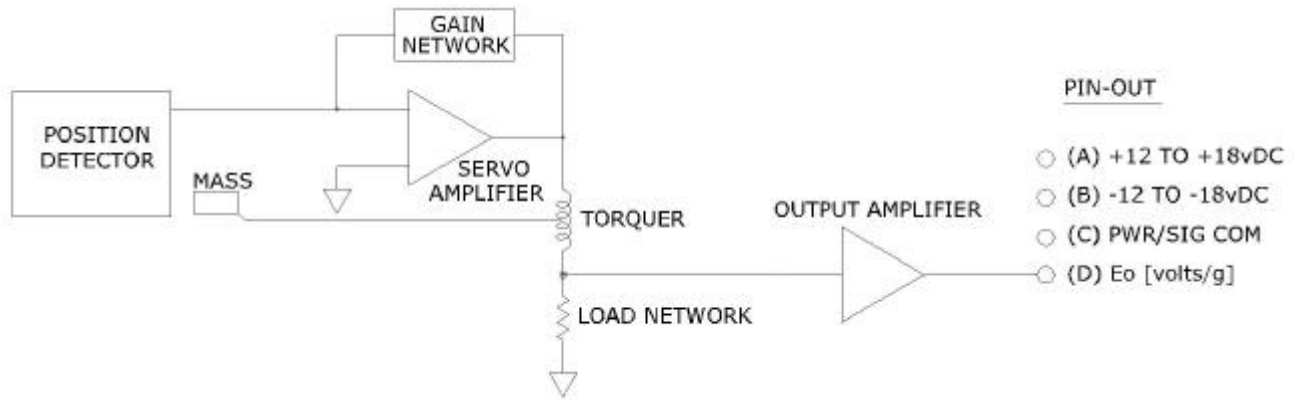 GAIN
NETWORK
PIN-OUT
POSITION
DETECTOR
(A) +12 TO +18vDC
SERVO
AMPLIFIER
MASS
(B) -12 TO -18vDC
OUTPUT AMPLIFIER
TORQUER
(C) PWR/SIG COM
(D) Eo [volts/g]
LOAD NETWORK